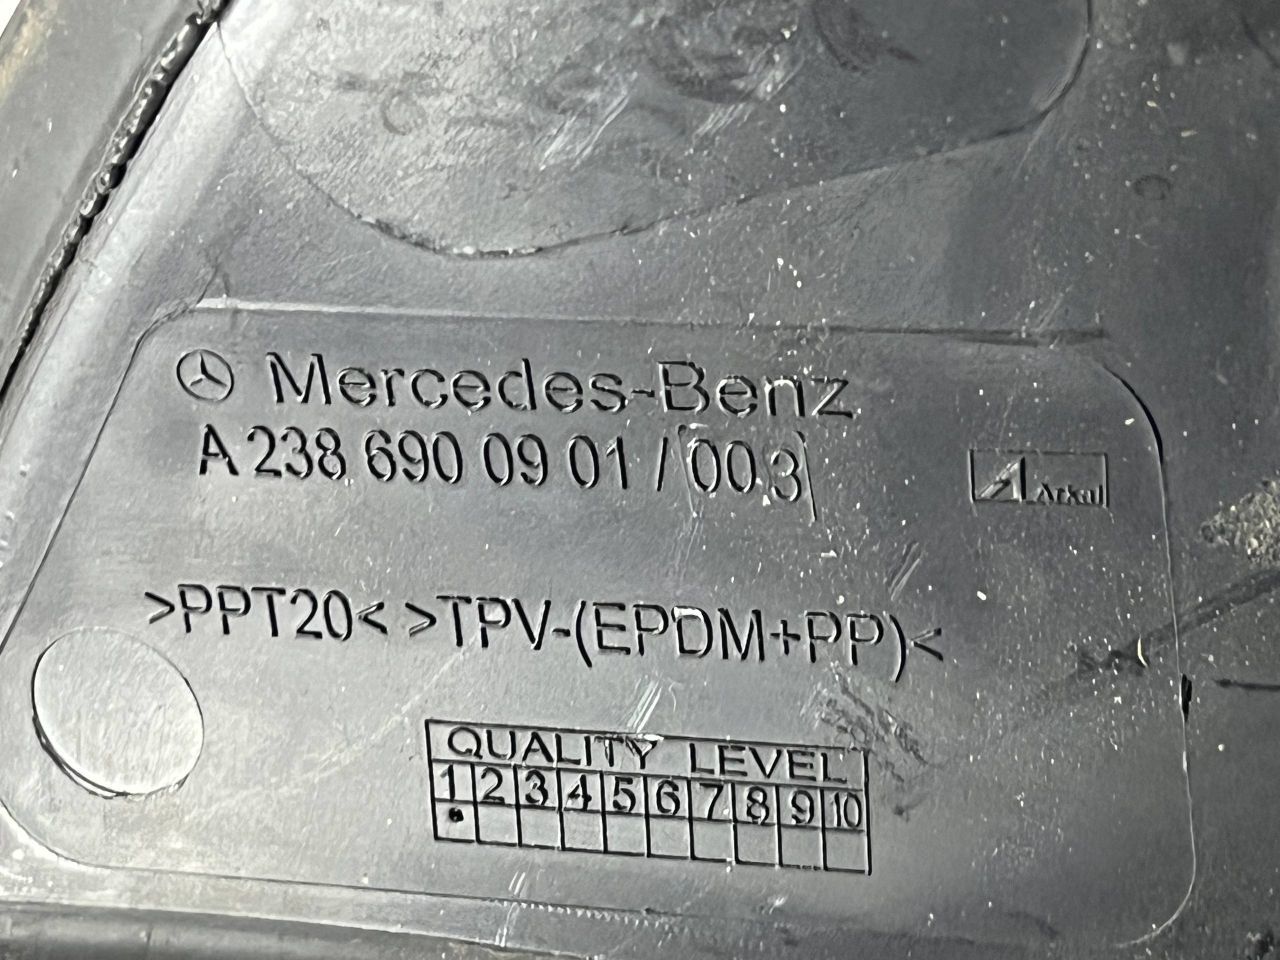 Mercedes-Benz
A 238 690 09 01 / 003
Arkal
>PPT20< >TPV-(EPDM+PP)<
QUALITY LEVEL
1 2 3 4 5 6 7 8 9 10